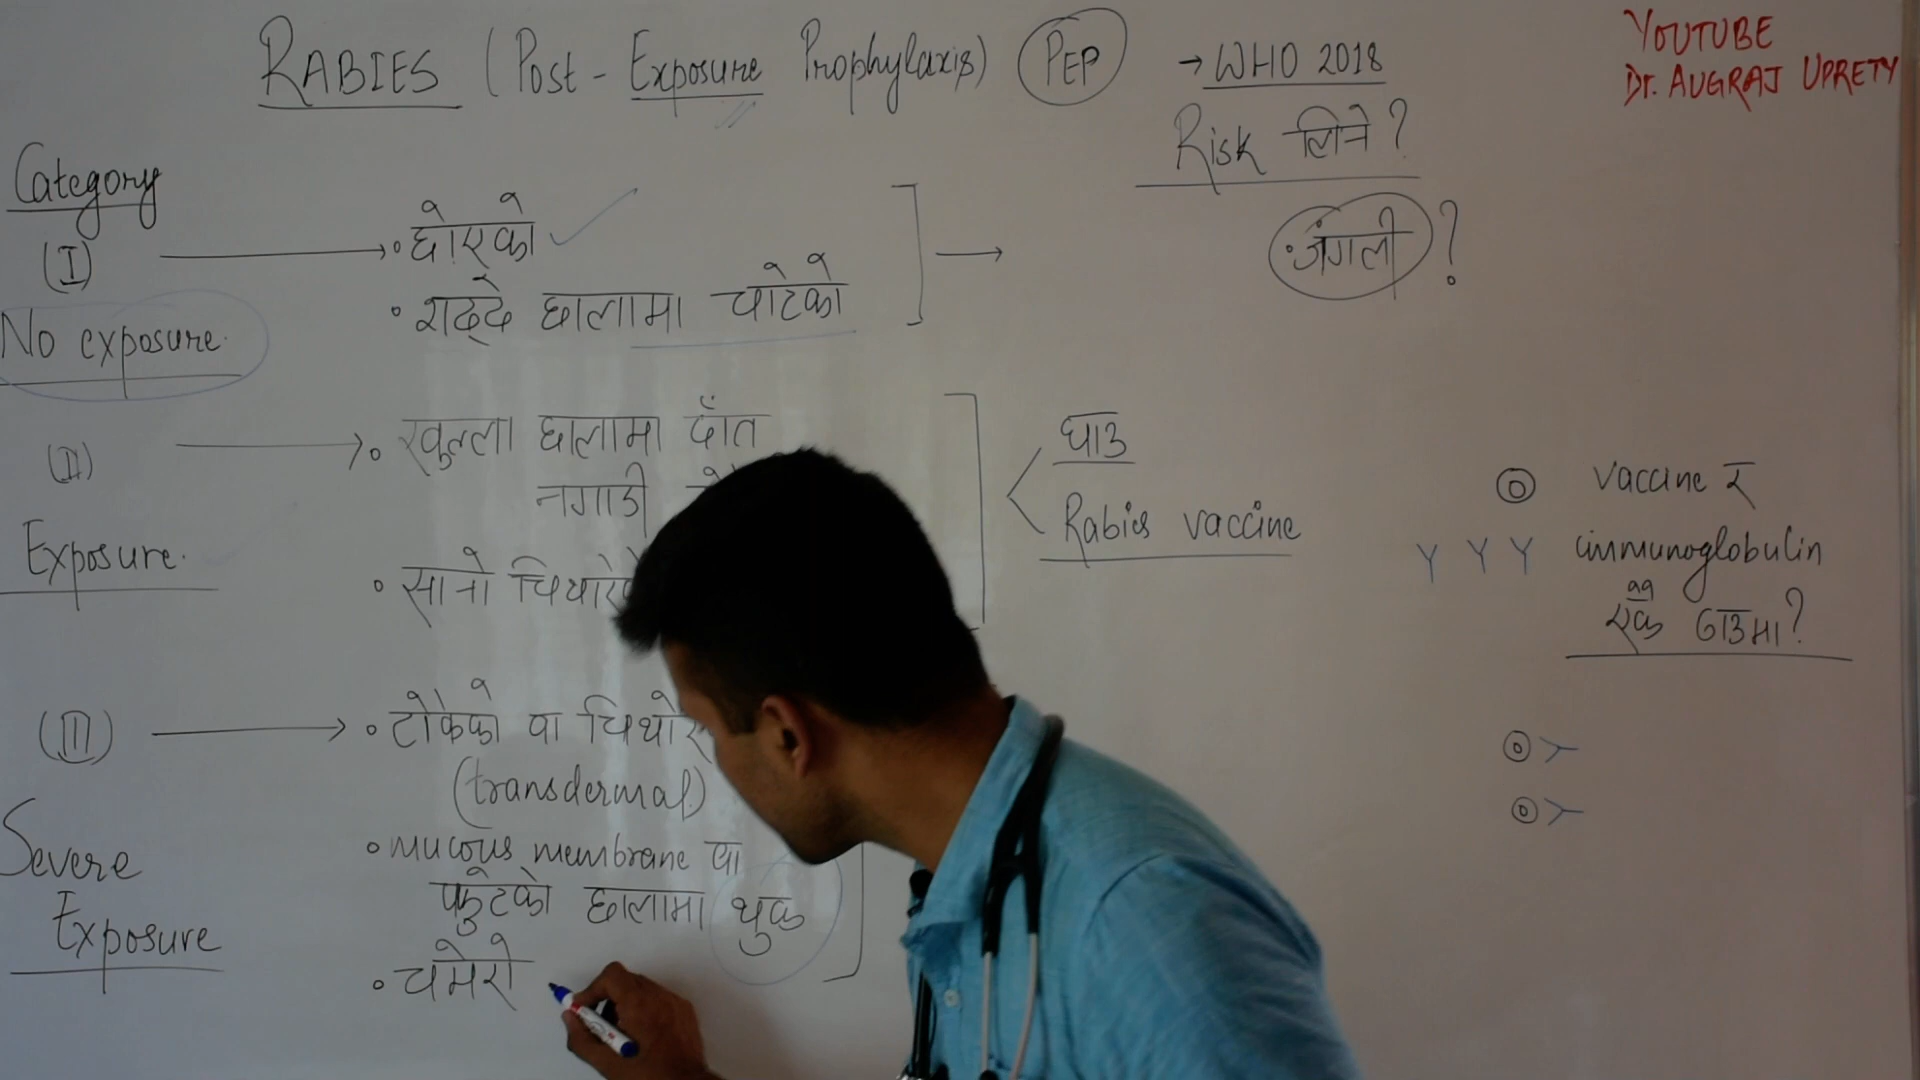 RABIES (Post-Exposure Prophylaxis) PEP → WHO 2018
YOUTUBE
Dr. AUGRAJ UPRETY
Risk लिने?
• जंगली ?
Category
(I) → • छोएको ✓
• सद्दे छालामा चाटेको
No exposure.
(II) → • खुल्ला छालामा दाँत
नगाडी
• सानो
Exposure.
घाउ
Rabies vaccine
(III) → • टोकेको वा
(transdermal)
• mucous membrane वा
फुटेको छालामा थुक
• चमेरो
Severe
Exposure
vaccine र
Y Y Y immunoglobulin
एकै ठाउँमा?